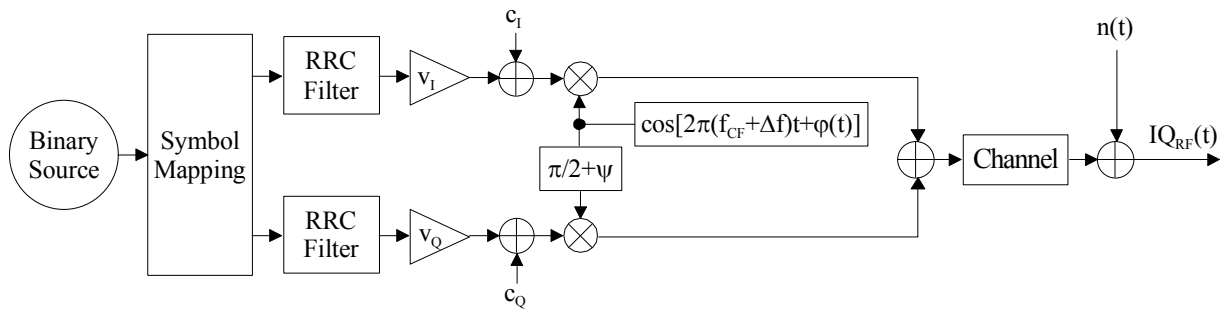 Binary
Source
Symbol
Mapping
RRC
Filter
v_I
c_I
cos[2π(f_CF+Δf)t+φ(t)]
π/2+ψ
RRC
Filter
v_Q
c_Q
Channel
n(t)
IQ_RF(t)